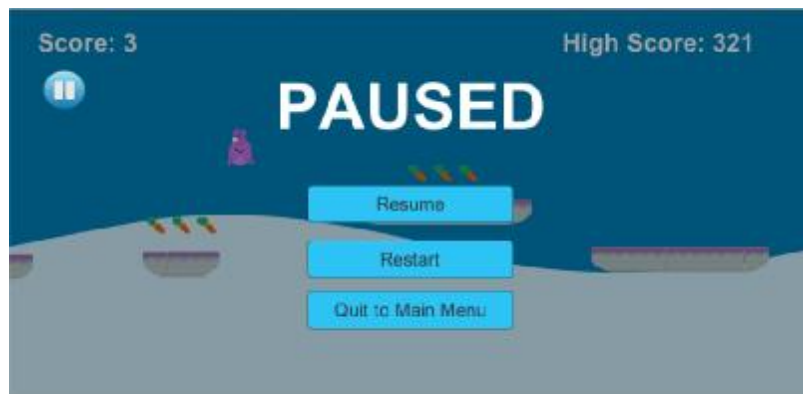 Score: 3
High Score: 321
PAUSED
Resume
Restart
Quit to Main Menu